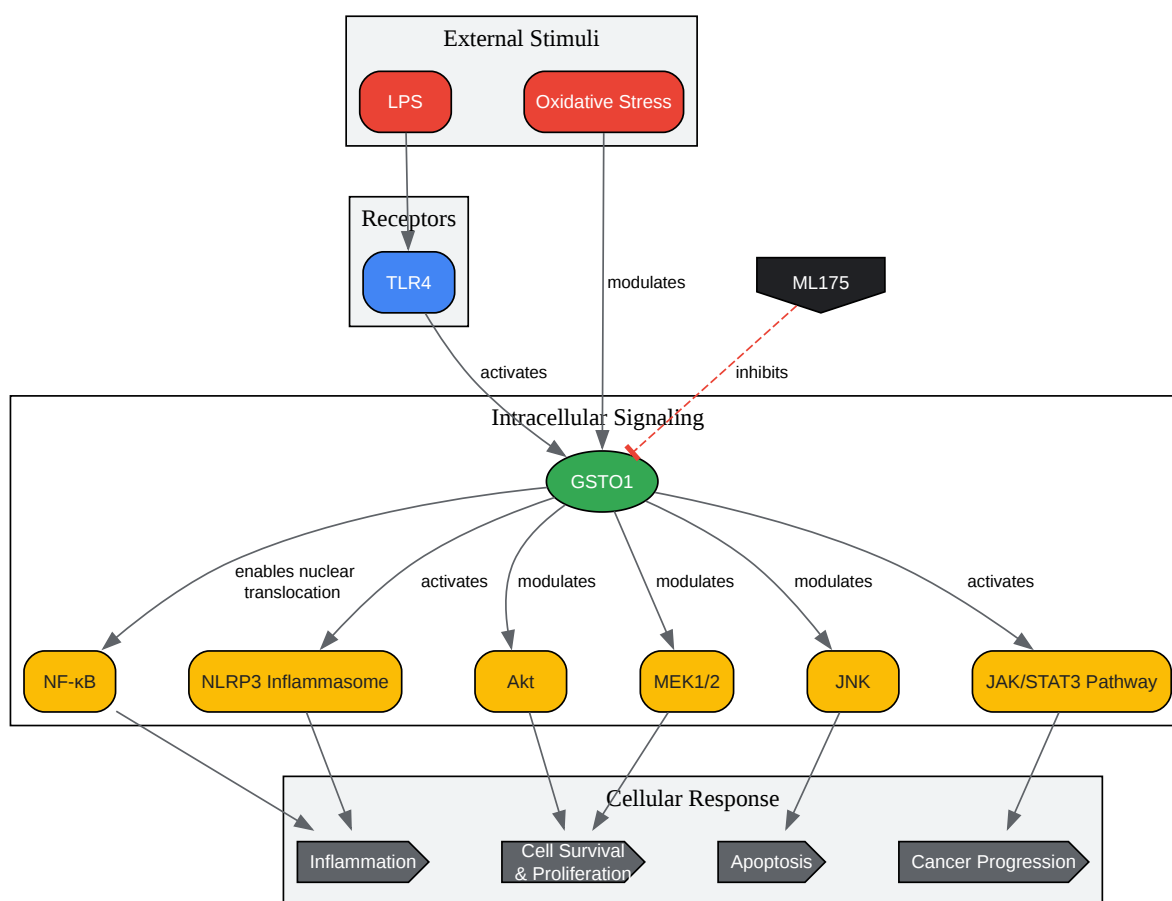 External Stimuli
LPS
Oxidative Stress
Receptors
TLR4
modulates
ML175
activates
inhibits
Intracellular Signaling
GSTO1
enables nuclear
translocation
activates
modulates
modulates
modulates
activates
NF-κB
NLRP3 Inflammasome
Akt
MEK1/2
JNK
JAK/STAT3 Pathway
Cellular Response
Inflammation
Cell Survival
& Proliferation
Apoptosis
Cancer Progression